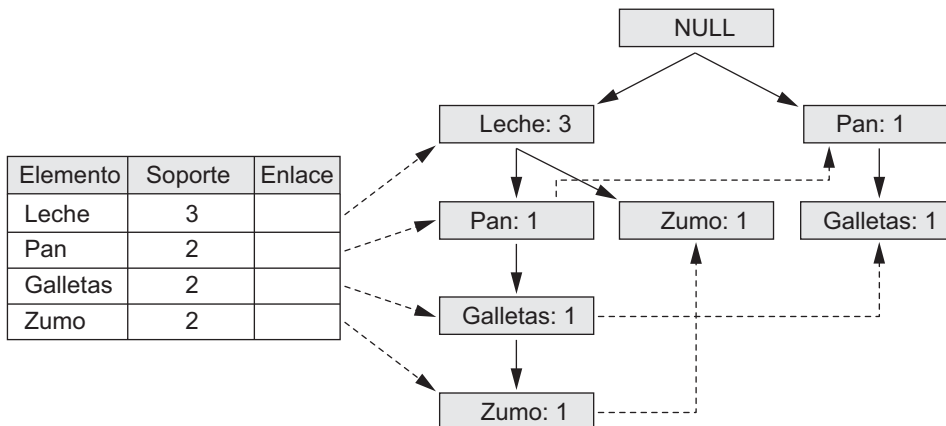 NULL
Leche: 3
Pan: 1
Elemento Soporte Enlace
Leche 3
Pan 2
Galletas 2
Zumo 2
Pan: 1
Zumo: 1
Galletas: 1
Galletas: 1
Zumo: 1